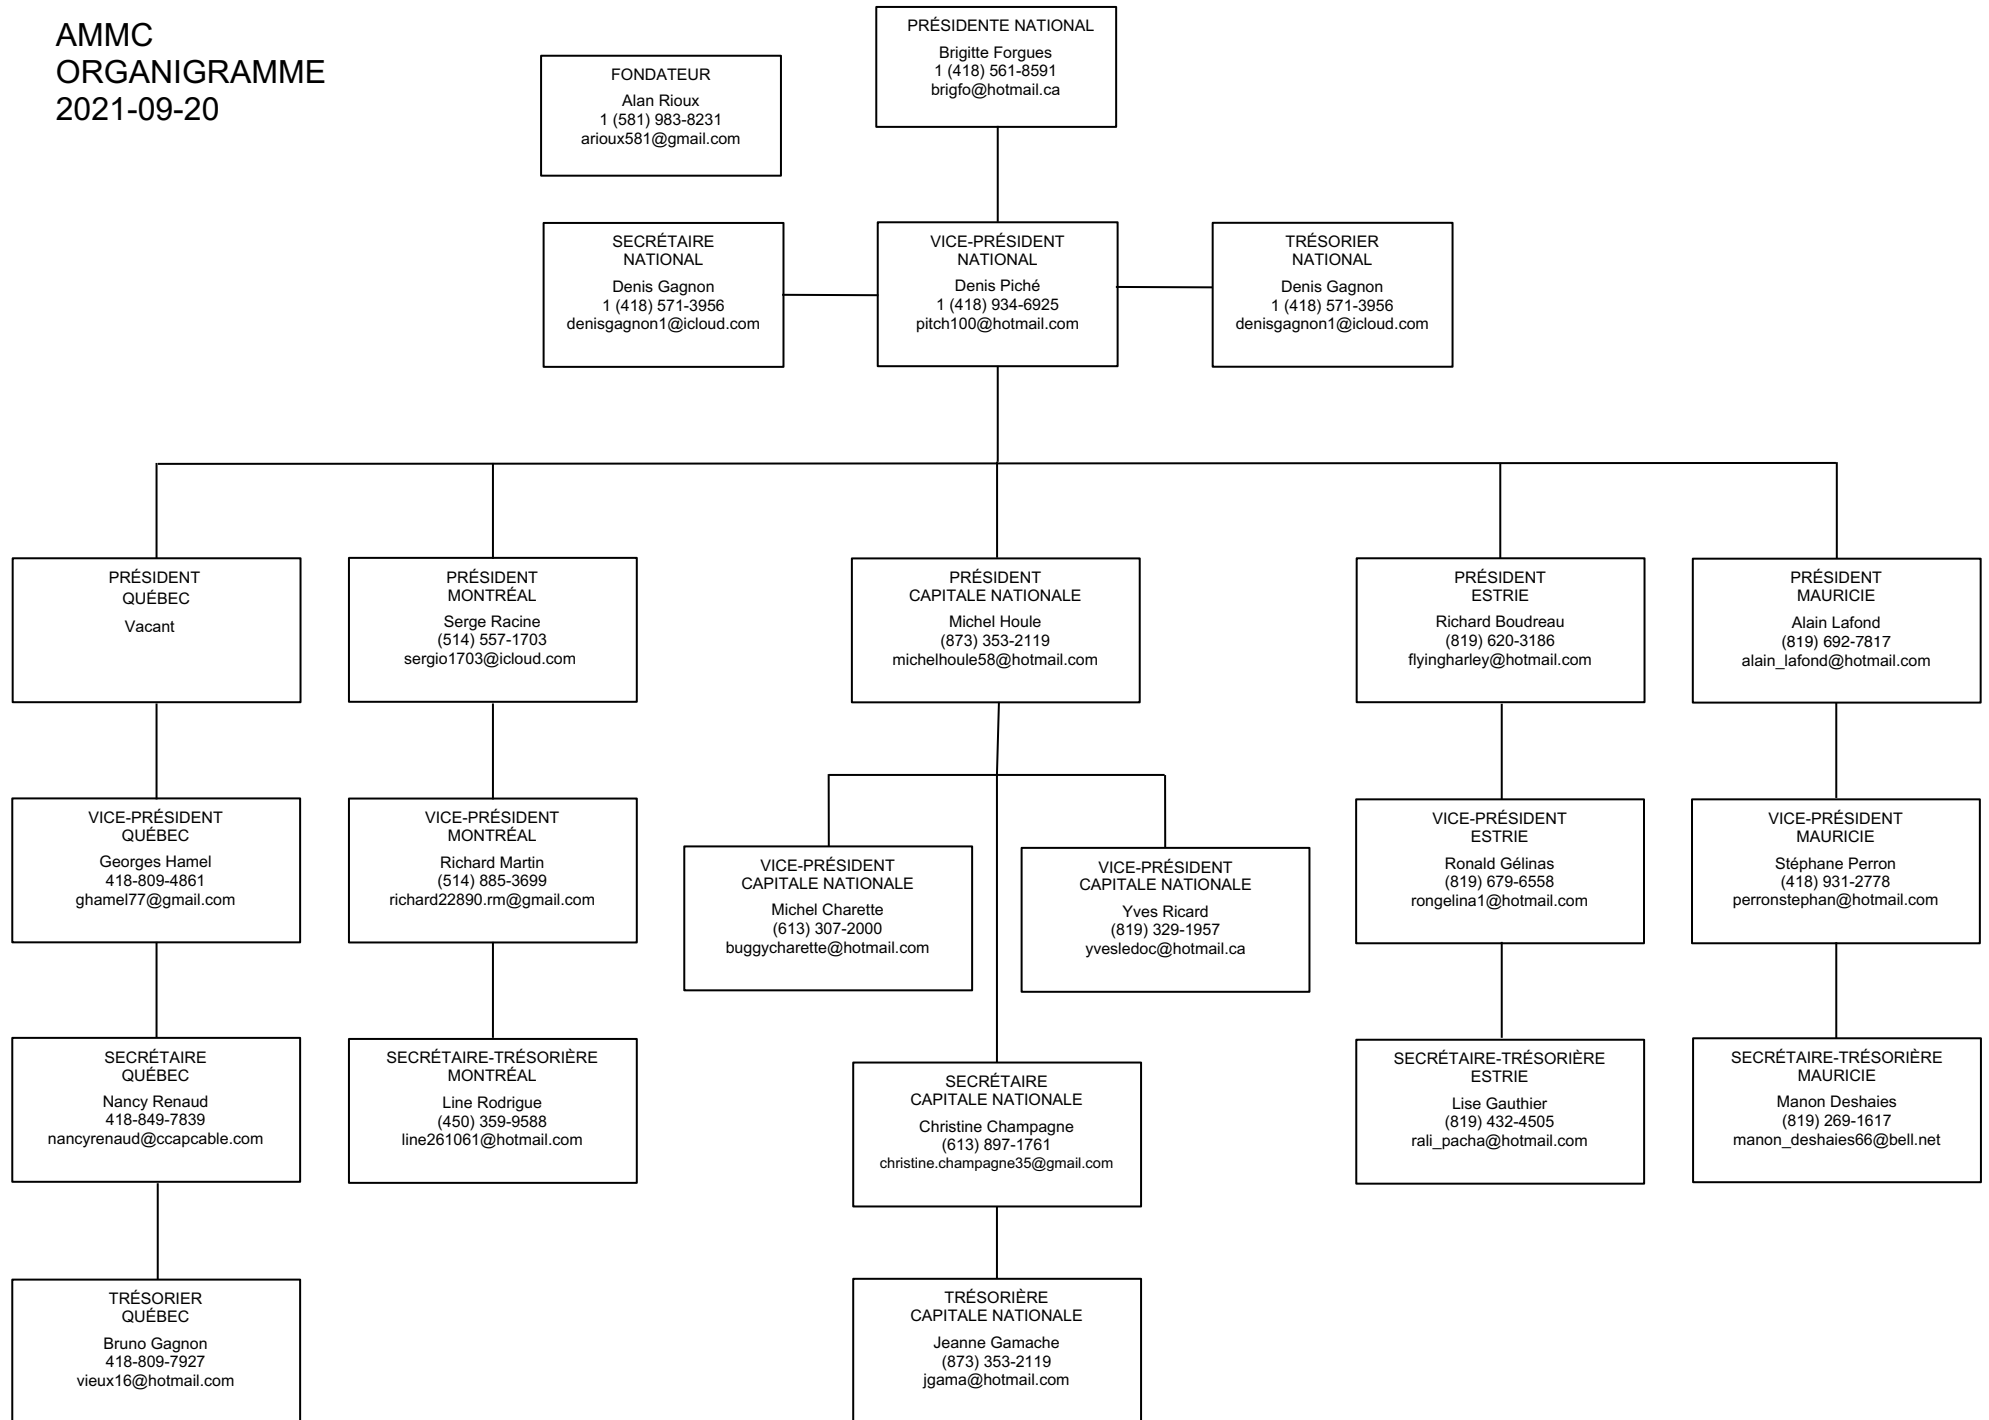 AMMC
ORGANIGRAMME
2021-09-20
PRÉSIDENTE NATIONAL
Brigitte Forgues
1 (418) 561-8591
brigfo@hotmail.ca
FONDATEUR
Alan Rioux
1 (581) 983-8231
arioux581@gmail.com
SECRÉTAIRE
NATIONAL
Denis Gagnon
1 (418) 571-3956
denisgagnon1@icloud.com
VICE-PRÉSIDENT
NATIONAL
Denis Piché
1 (418) 934-6925
pitch100@hotmail.com
TRÉSORIER
NATIONAL
Denis Gagnon
1 (418) 571-3956
denisgagnon1@icloud.com
PRÉSIDENT
QUÉBEC
Vacant
PRÉSIDENT
MONTRÉAL
Serge Racine
(514) 557-1703
sergio1703@icloud.com
PRÉSIDENT
CAPITALE NATIONALE
Michel Houle
(873) 353-2119
michelhoule58@hotmail.com
PRÉSIDENT
ESTRIE
Richard Boudreau
(819) 620-3186
flyingharley@hotmail.com
PRÉSIDENT
MAURICIE
Alain Lafond
(819) 692-7817
alain_lafond@hotmail.com
VICE-PRÉSIDENT
QUÉBEC
Georges Hamel
418-809-4861
ghamel77@gmail.com
VICE-PRÉSIDENT
MONTRÉAL
Richard Martin
(514) 885-3699
richard22890.rm@gmail.com
VICE-PRÉSIDENT
CAPITALE NATIONALE
Michel Charette
(613) 307-2000
buggycharette@hotmail.com
VICE-PRÉSIDENT
CAPITALE NATIONALE
Yves Ricard
(819) 329-1957
yvesledoc@hotmail.ca
VICE-PRÉSIDENT
ESTRIE
Ronald Gélinas
(819) 679-6558
rongelina1@hotmail.com
VICE-PRÉSIDENT
MAURICIE
Stéphane Perron
(418) 931-2778
perronstephan@hotmail.com
SECRÉTAIRE
QUÉBEC
Nancy Renaud
418-849-7839
nancyrenaud@ccapcable.com
SECRÉTAIRE-TRÉSORIÈRE
MONTRÉAL
Line Rodrigue
(450) 359-9588
line261061@hotmail.com
SECRÉTAIRE
CAPITALE NATIONALE
Christine Champagne
(613) 897-1761
christine.champagne35@gmail.com
SECRÉTAIRE-TRÉSORIÈRE
ESTRIE
Lise Gauthier
(819) 432-4505
rali_pacha@hotmail.com
SECRÉTAIRE-TRÉSORIÈRE
MAURICIE
Manon Deshaies
(819) 269-1617
manon_deshaies66@bell.net
TRÉSORIER
QUÉBEC
Bruno Gagnon
418-809-7927
vieux16@hotmail.com
TRÉSORIÈRE
CAPITALE NATIONALE
Jeanne Gamache
(873) 353-2119
jgama@hotmail.com